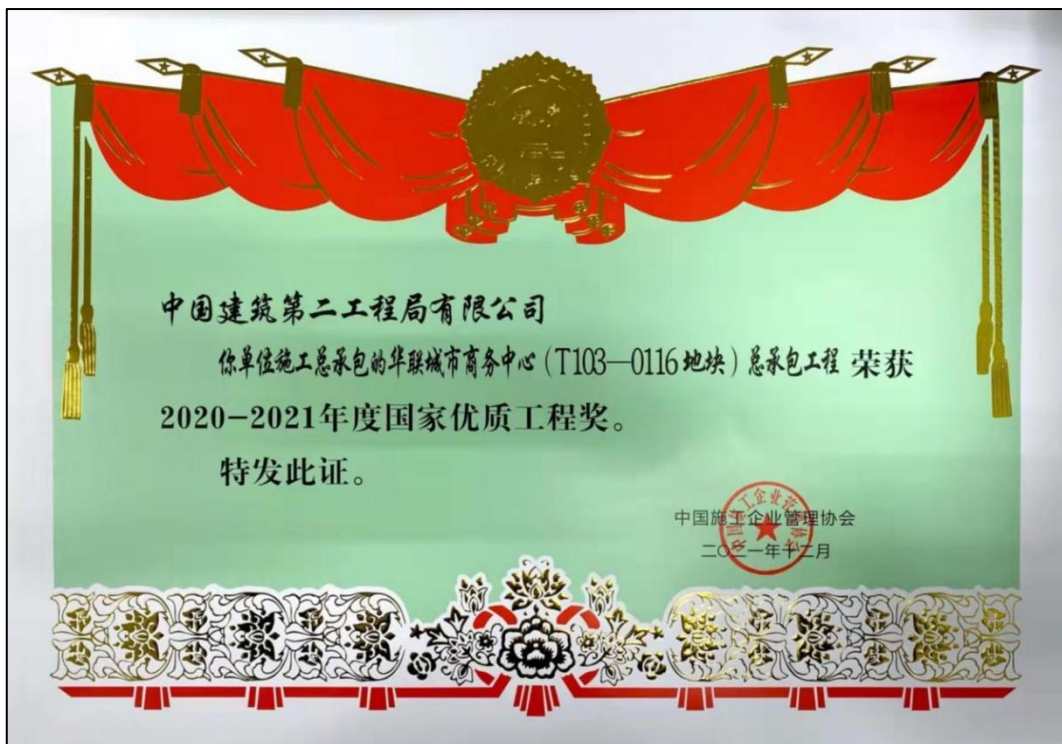 中国建筑第二工程局有限公司
你单位施工总承包的华联城市商务中心（T103—0116地块）总承包工程 荣获
2020-2021年度国家优质工程奖。
特发此证。
中国施工企业管理协会
二〇二一年十二月